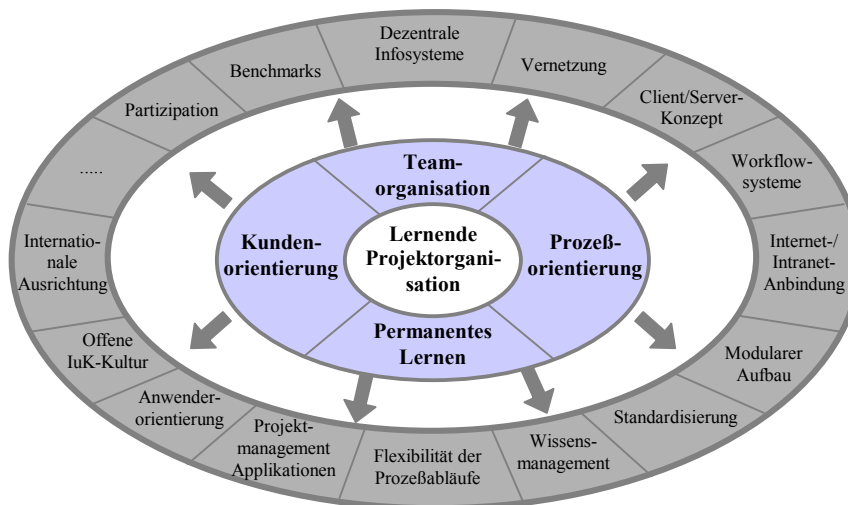 Dezentrale
Infosysteme
Benchmarks
Vernetzung
Partizipation
Client/Server-
Konzept
.....
Workflow-
systeme
Team-
organisation
Kunden-
orientierung
Lernende
Projektorgani-
sation
Prozeß-
orientierung
Permanentes
Lernen
Internatio-
nale
Ausrichtung
Internet-/
Intranet-
Anbindung
Offene
IuK-Kultur
Modularer
Aufbau
Anwender-
orientierung
Standardisierung
Projekt-
management
Applikationen
Flexibilität der
Prozeßabläufe
Wissens-
management